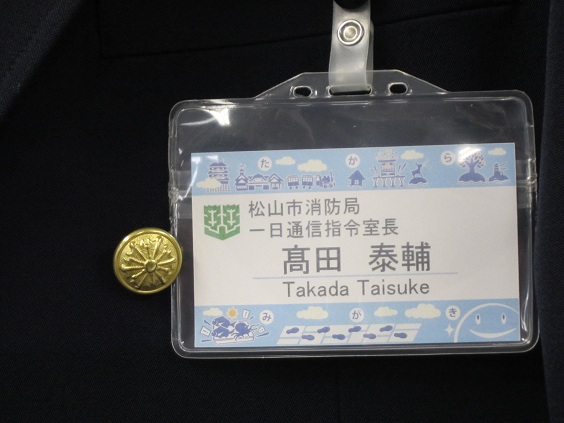 たから
松山市消防局
一日通信指令室長
髙田 泰輔
Takada Taisuke
みがき